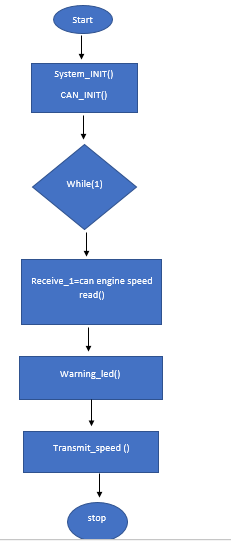 Start
System_INIT()
CAN_INIT()
While(1)
Receive_1=can engine speed
read()
Warning_led()
Transmit_speed ()
stop